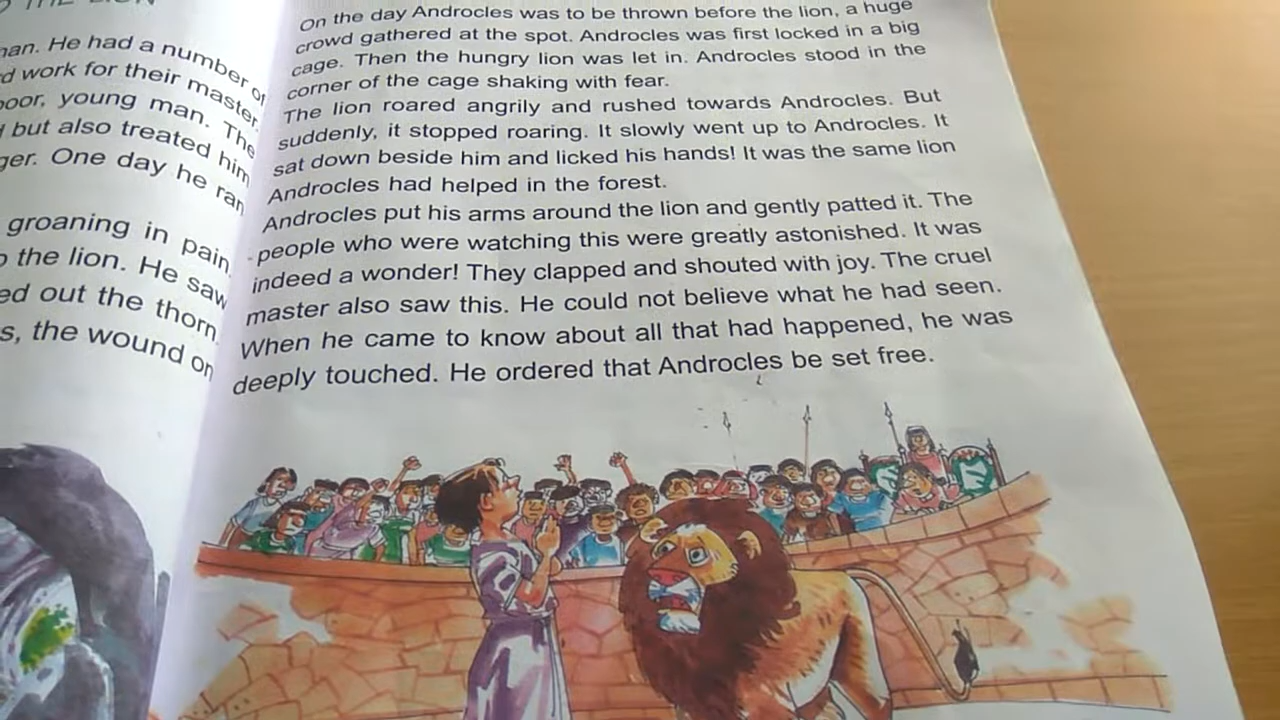 THE LION
man. He had a number of
work for their master.
poor, young man. The
but also treated him
One day he ran
groaning in pain.
the lion. He saw
out the thorn.
the wound on
On the day Androcles was to be thrown before the lion, a huge
crowd gathered at the spot. Androcles was first locked in a big
cage. Then the hungry lion was let in. Androcles stood in the
corner of the cage shaking with fear.
The lion roared angrily and rushed towards Androcles. But
suddenly, it stopped roaring. It slowly went up to Androcles. It
sat down beside him and licked his hands! It was the same lion
Androcles had helped in the forest.
Androcles put his arms around the lion and gently patted it. The
people who were watching this were greatly astonished. It was
indeed a wonder! They clapped and shouted with joy. The cruel
master also saw this. He could not believe what he had seen.
When he came to know about all that had happened, he was
deeply touched. He ordered that Androcles be set free.